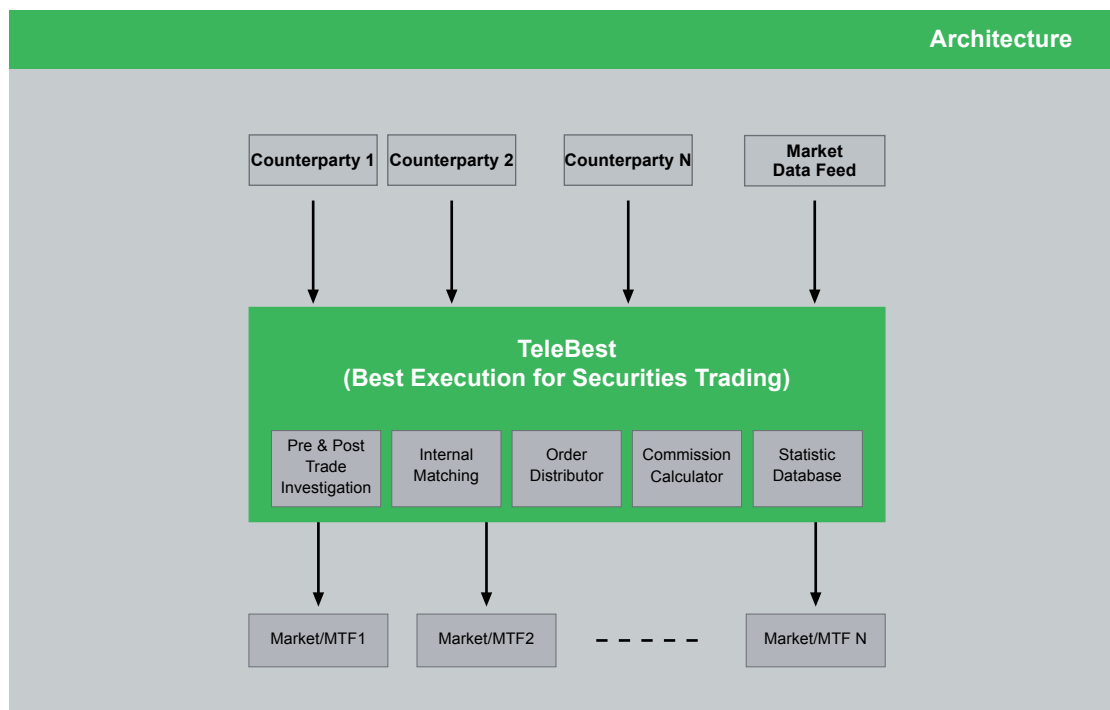 Architecture
Counterparty 1
Counterparty 2
Counterparty N
Market
Data Feed
TeleBest
(Best Execution for Securities Trading)
Pre & Post
Trade
Investigation
Internal
Matching
Order
Distributor
Commission
Calculator
Statistic
Database
Market/MTF1
Market/MTF2
Market/MTF N